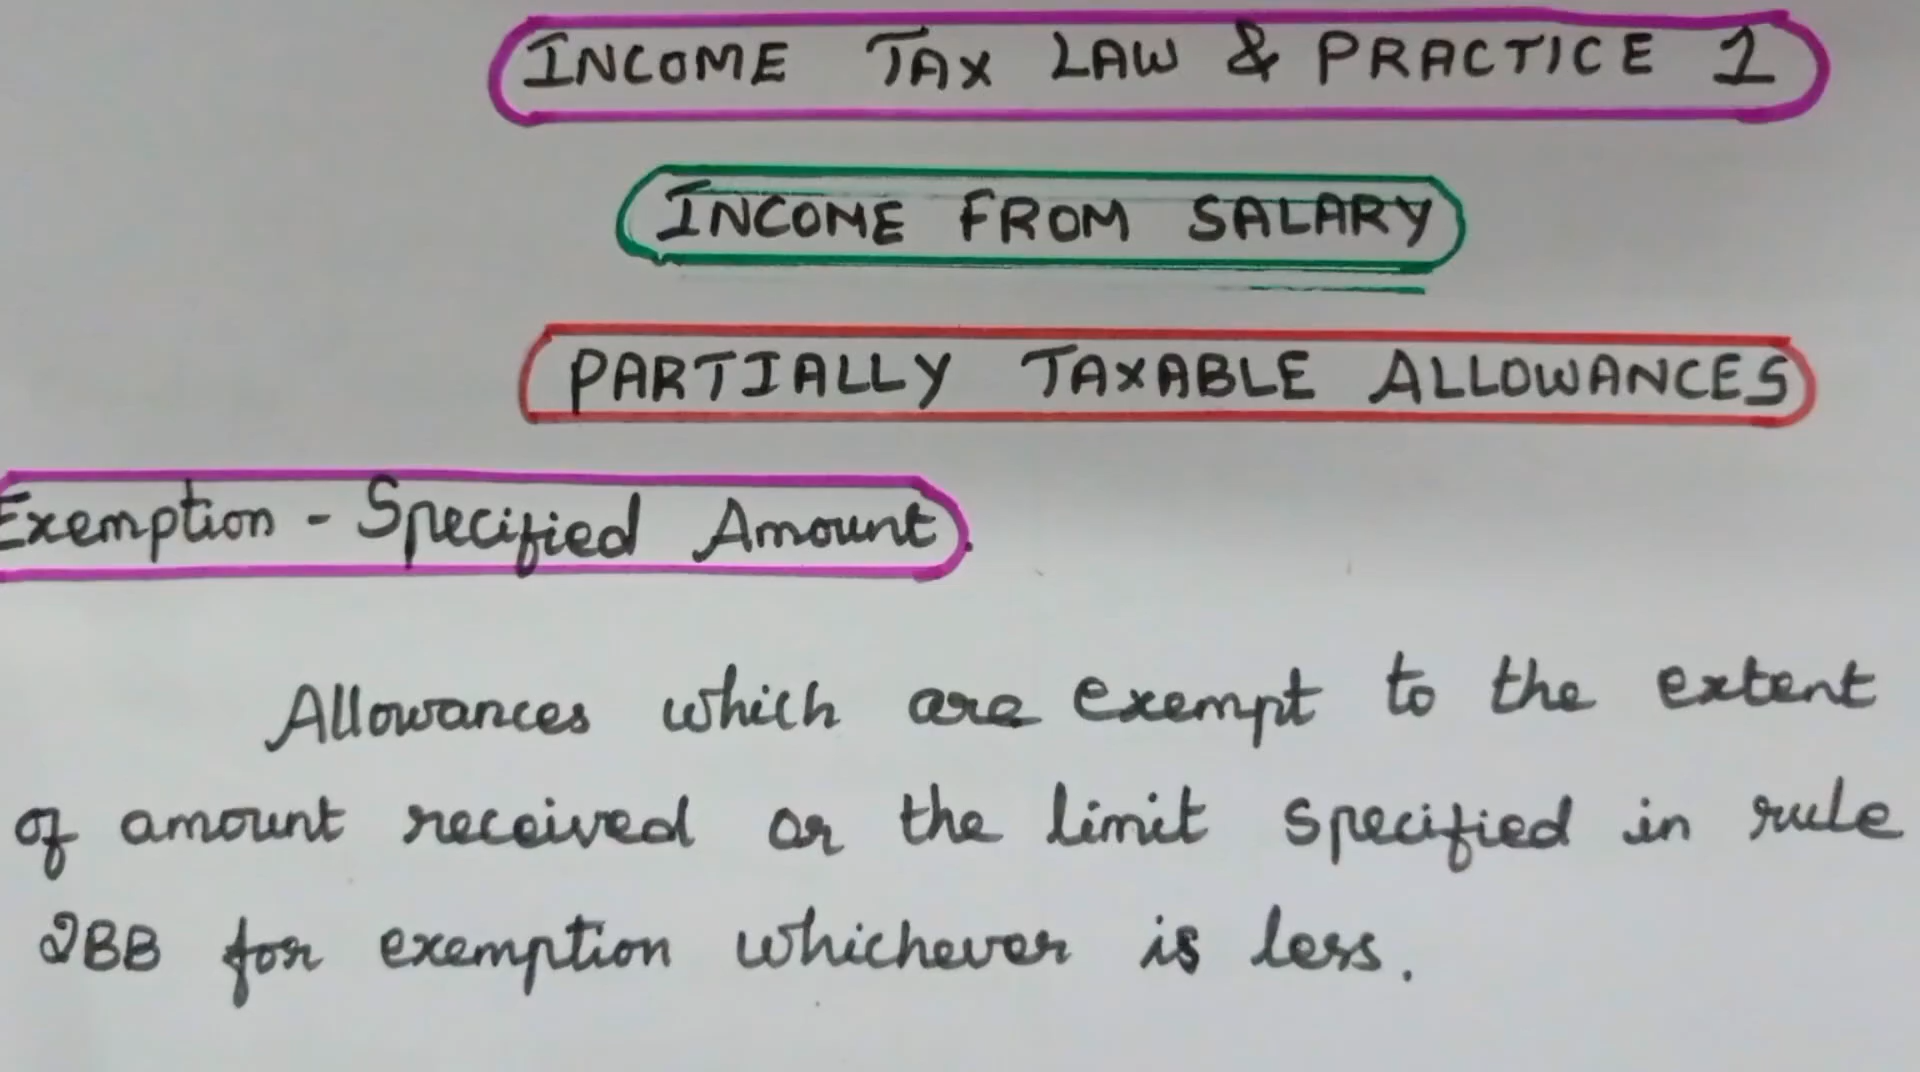 INCOME TAX LAW & PRACTICE 1
INCOME FROM SALARY
PARTIALLY TAXABLE ALLOWANCES
Exemption - Specified Amount.
Allowances which are exempt to the extent
of amount received or the limit specified in rule
2BB for exemption whichever is less.